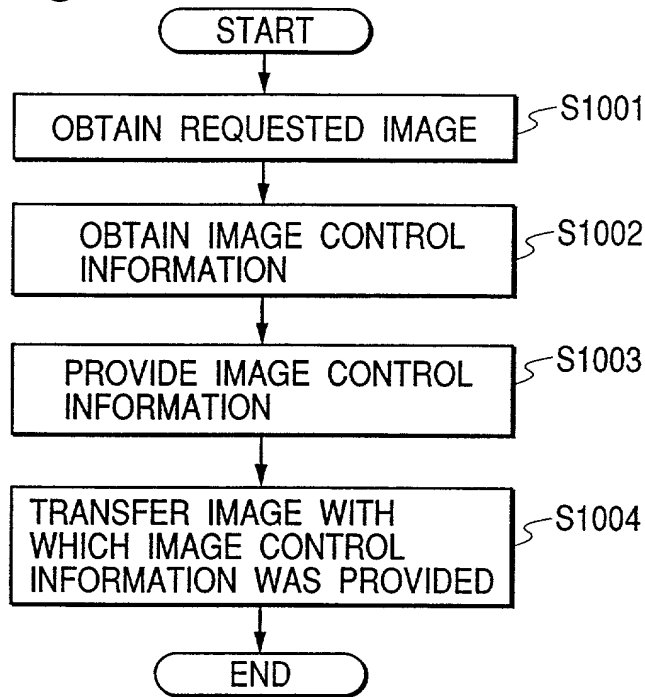 START
OBTAIN REQUESTED IMAGE
S1001
OBTAIN IMAGE CONTROL
INFORMATION
S1002
PROVIDE IMAGE CONTROL
INFORMATION
S1003
TRANSFER IMAGE WITH
WHICH IMAGE CONTROL
INFORMATION WAS PROVIDED
S1004
END